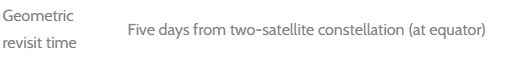 Geometric
revisit time
Five days from two-satellite constellation (at equator)